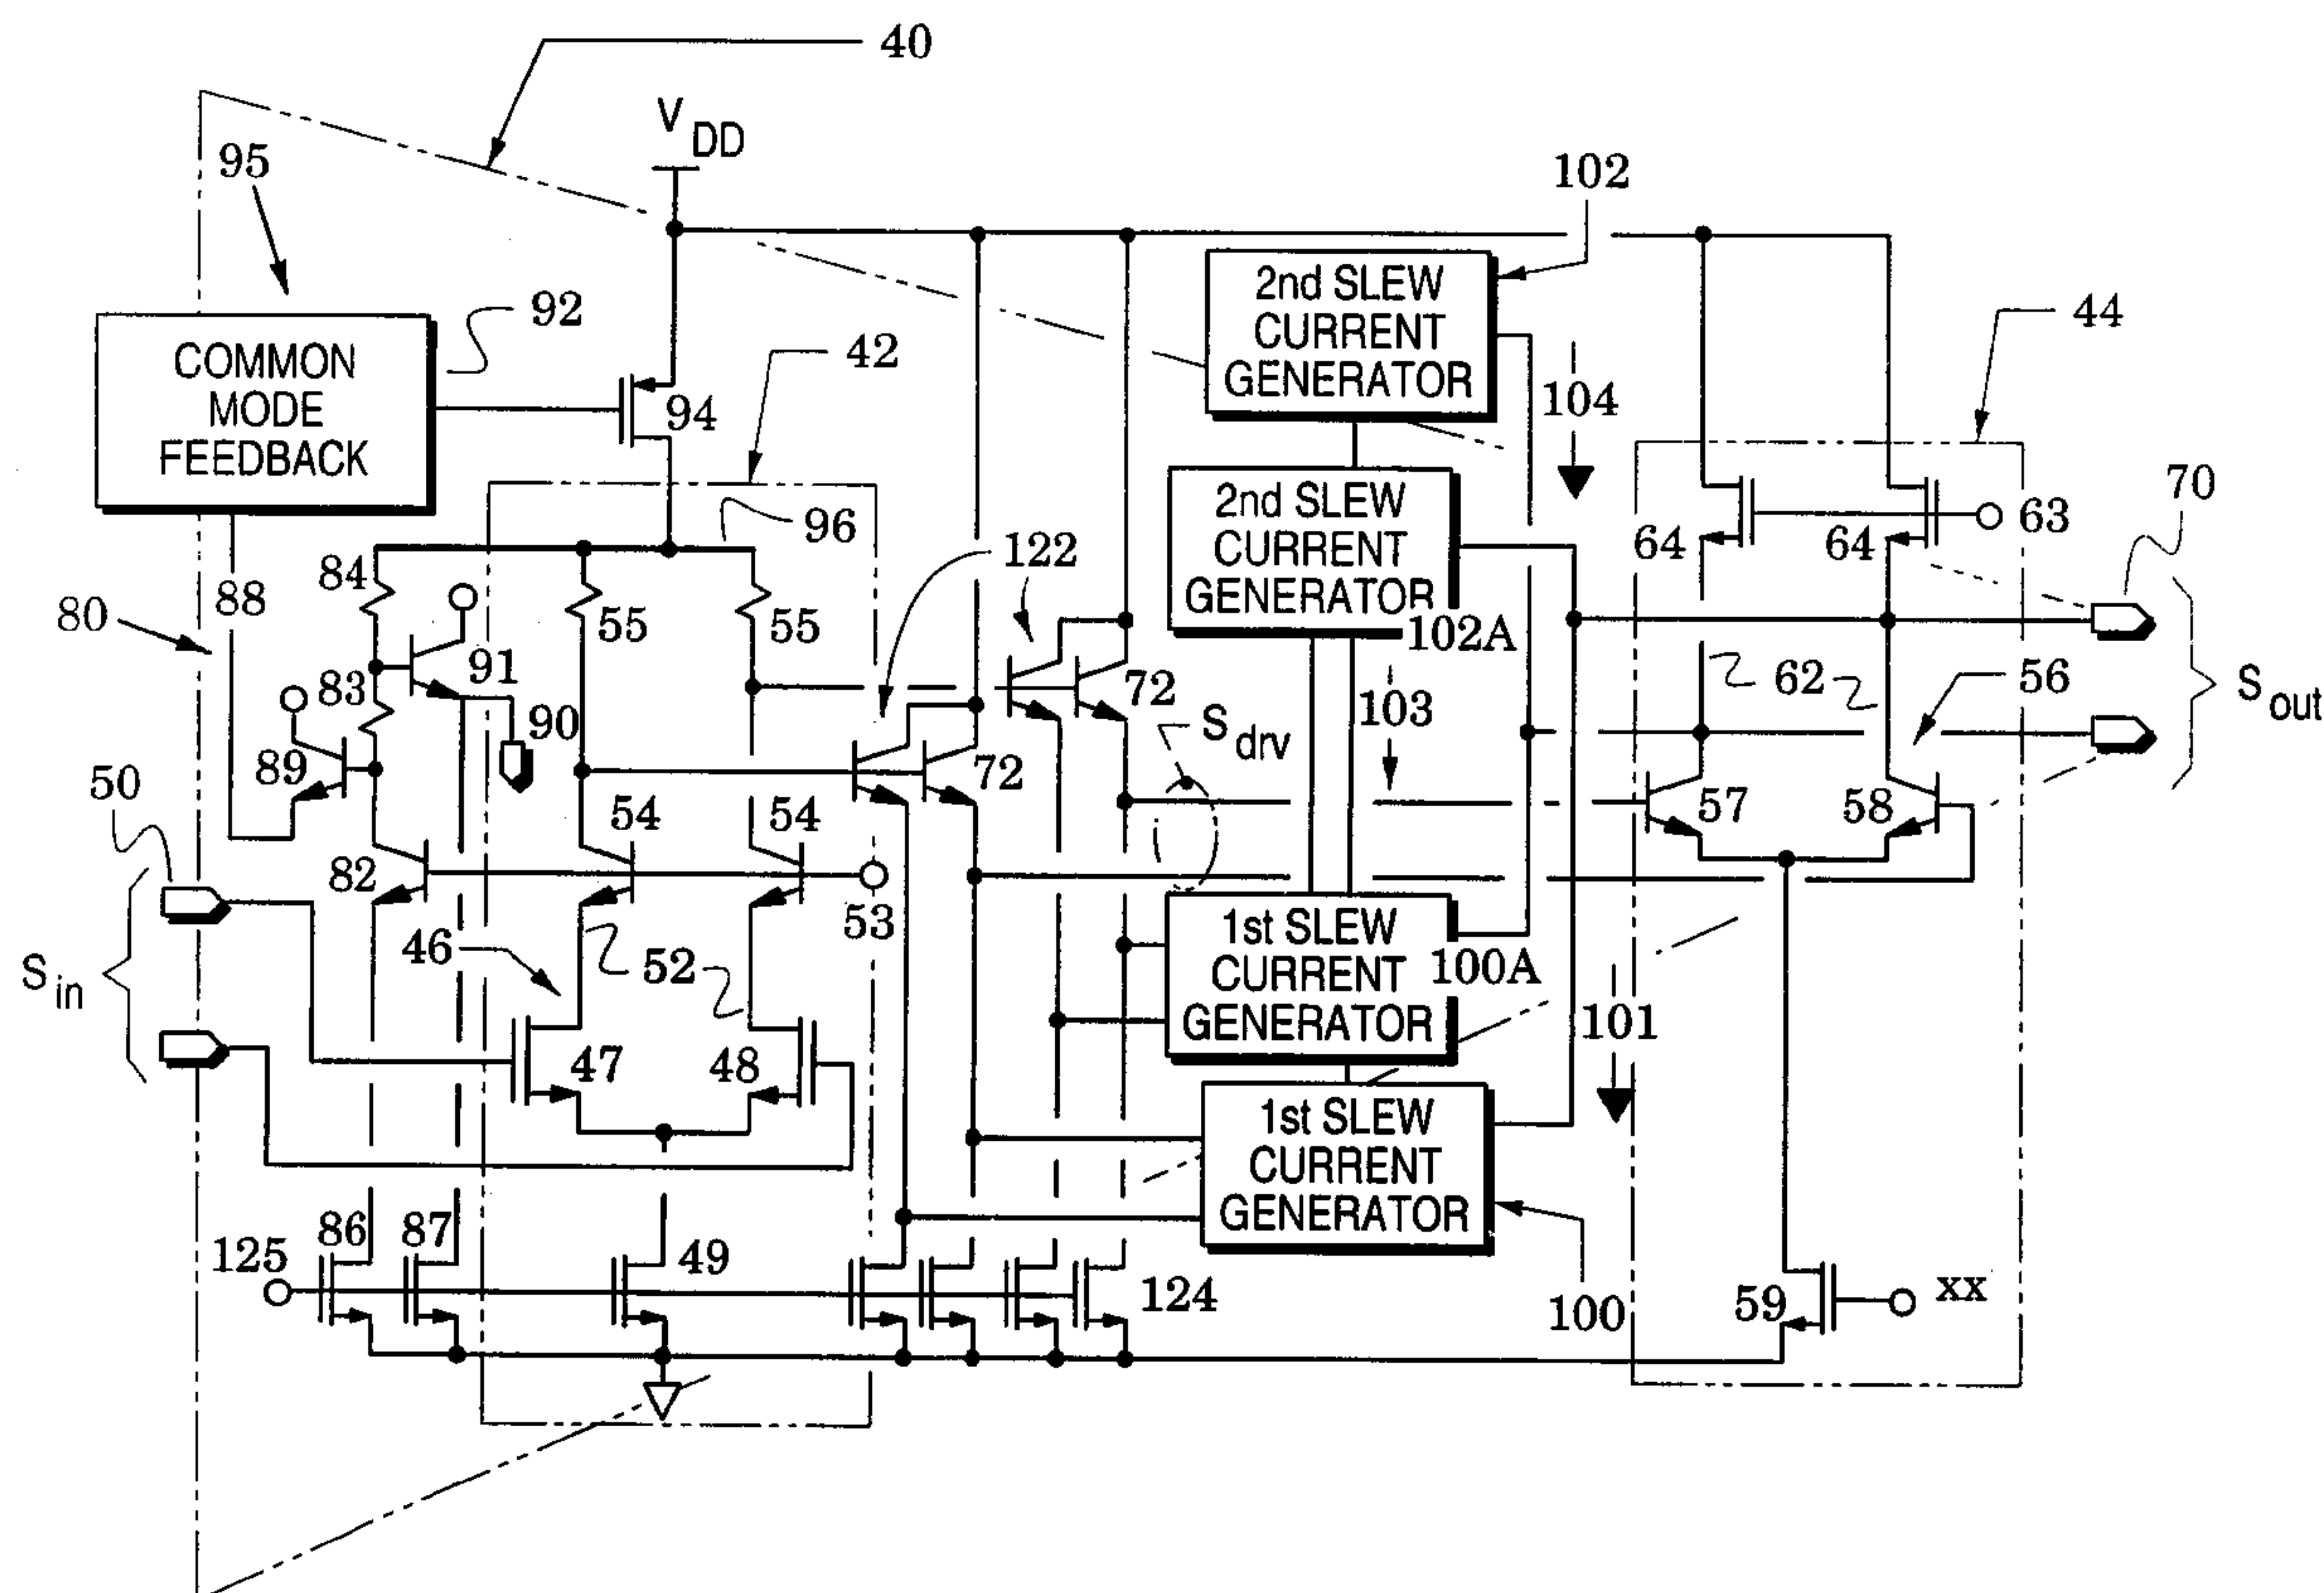 40
V DD
95
102
92
42
44
2nd SLEW
CURRENT
GENERATOR
COMMON
MODE
FEEDBACK
94
104
70
96
2nd SLEW
CURRENT
GENERATOR
63
84
122
64
64
80
88
55
55
102A
91
72
103
62
56
S out
83
90
S drv
89
72
50
54
54
57
58
82
53
1st SLEW
CURRENT
GENERATOR
46
52
100A
S in
101
47
48
1st SLEW
CURRENT
GENERATOR
86
87
125
49
124
100
59
xx